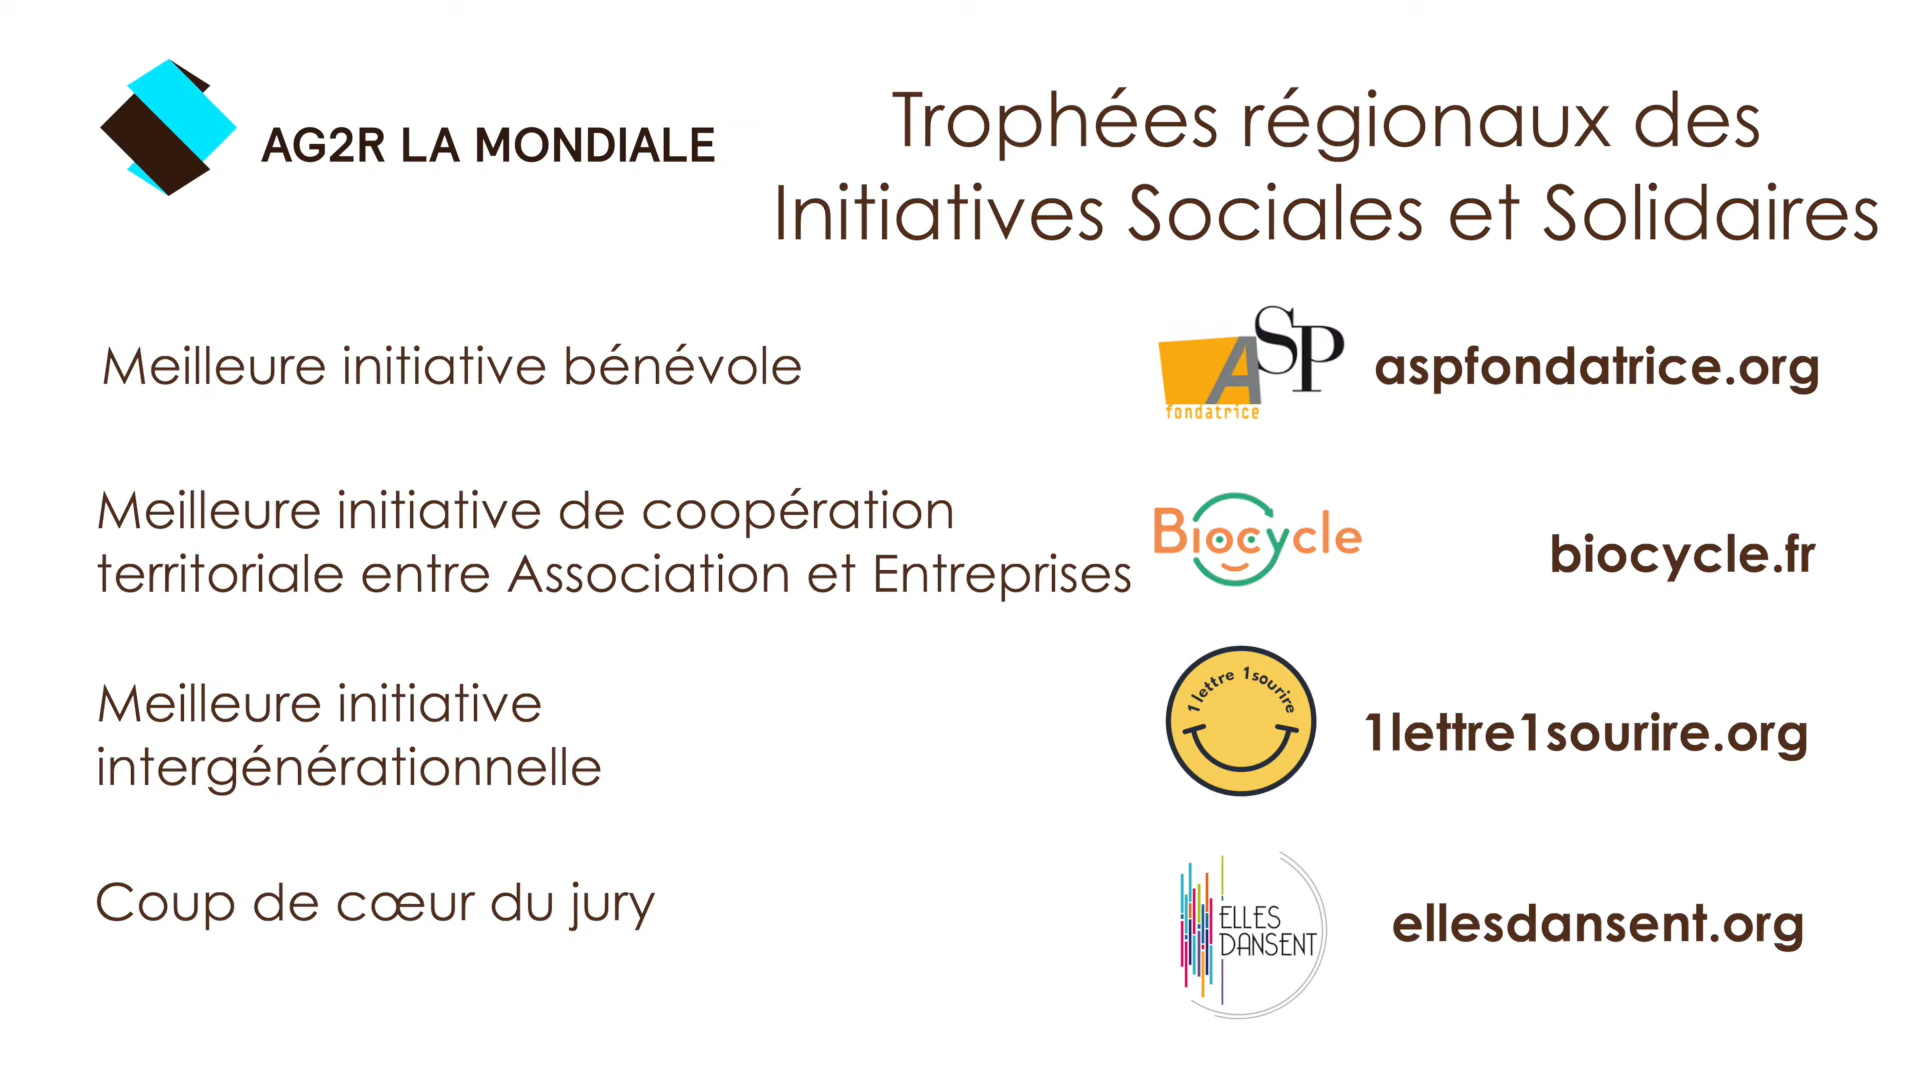 AG2R LA MONDIALE
Trophées régionaux des
Initiatives Sociales et Solidaires
Meilleure initiative bénévole
ASP
fondatrice
aspfondatrice.org
Meilleure initiative de coopération
territoriale entre Association et Entreprises
Biocycle
biocycle.fr
Meilleure initiative
intergénérationnelle
1 lettre 1 sourire
1lettre1sourire.org
Coup de cœur du jury
ELLES
DANSENT
ellesdansent.org